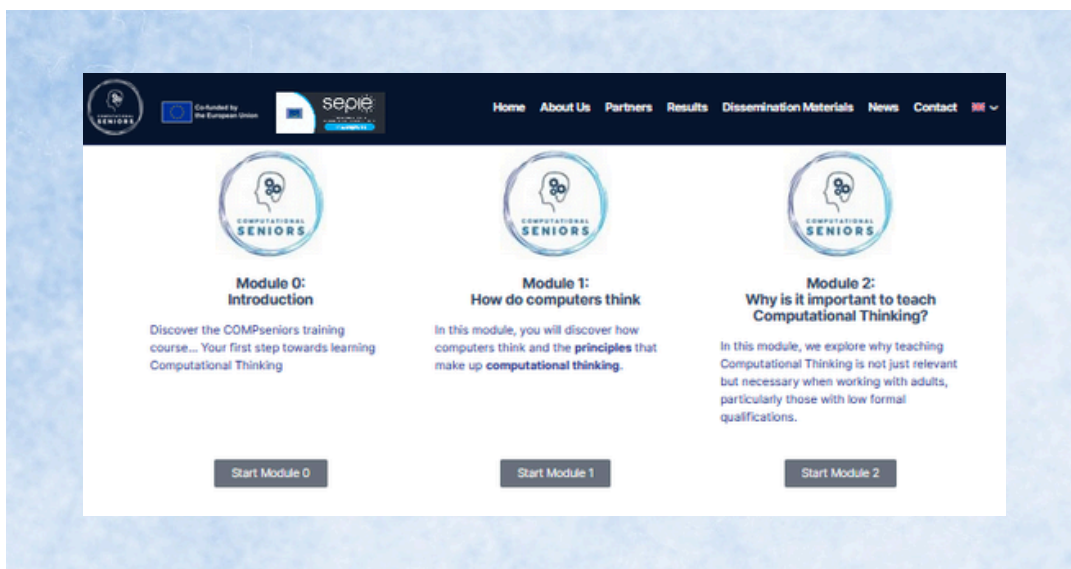 COMPUTATIONAL
SENIORS
Co-funded by
the European Union
sepie
Home About Us Partners Results Dissemination Materials News Contact
COMPUTATIONAL
SENIORS
COMPUTATIONAL
SENIORS
COMPUTATIONAL
SENIORS
Module 0:
Introduction
Discover the COMPseniors training
course... Your first step towards learning
Computational Thinking
Start Module 0
Module 1:
How do computers think
In this module, you will discover how
computers think and the principles that
make up computational thinking.
Start Module 1
Module 2:
Why is it important to teach
Computational Thinking?
In this module, we explore why teaching
Computational Thinking is not just relevant
but necessary when working with adults,
particularly those with low formal
qualifications.
Start Module 2